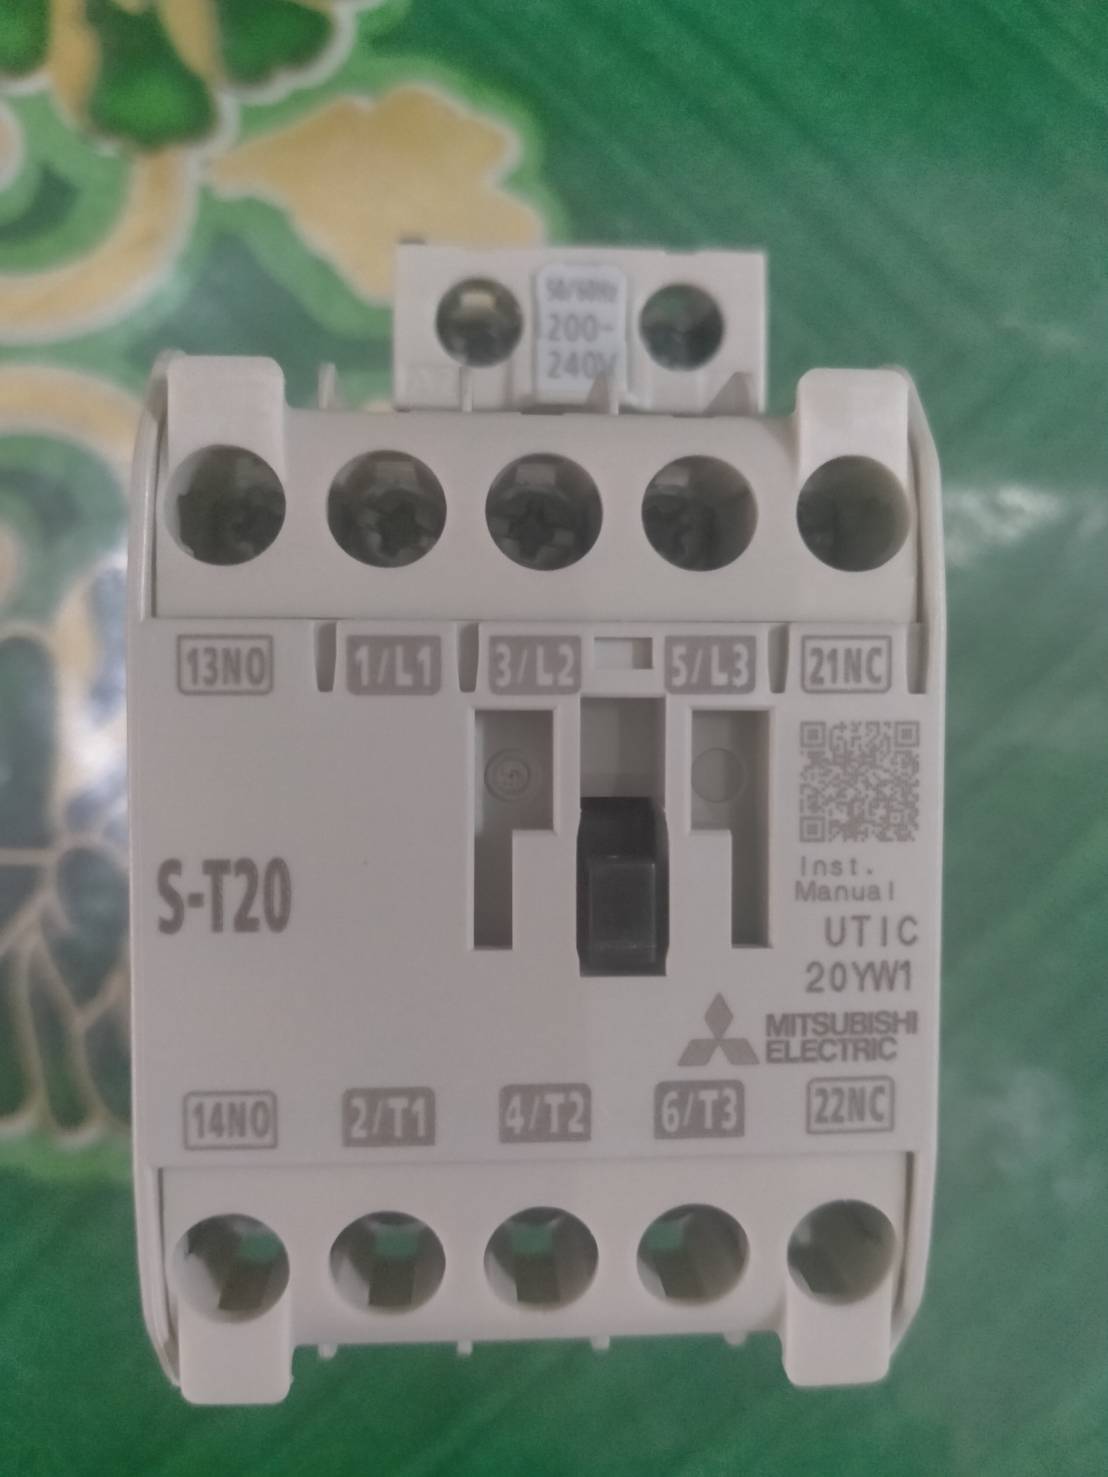 50/60Hz
200-
240V
13NO 1/L1 3/L2 5/L3 21NC
Inst.
Manual
S-T20
UTIC
20YW1
MITSUBISHI
ELECTRIC
14NO 2/T1 4/T2 6/T3 22NC